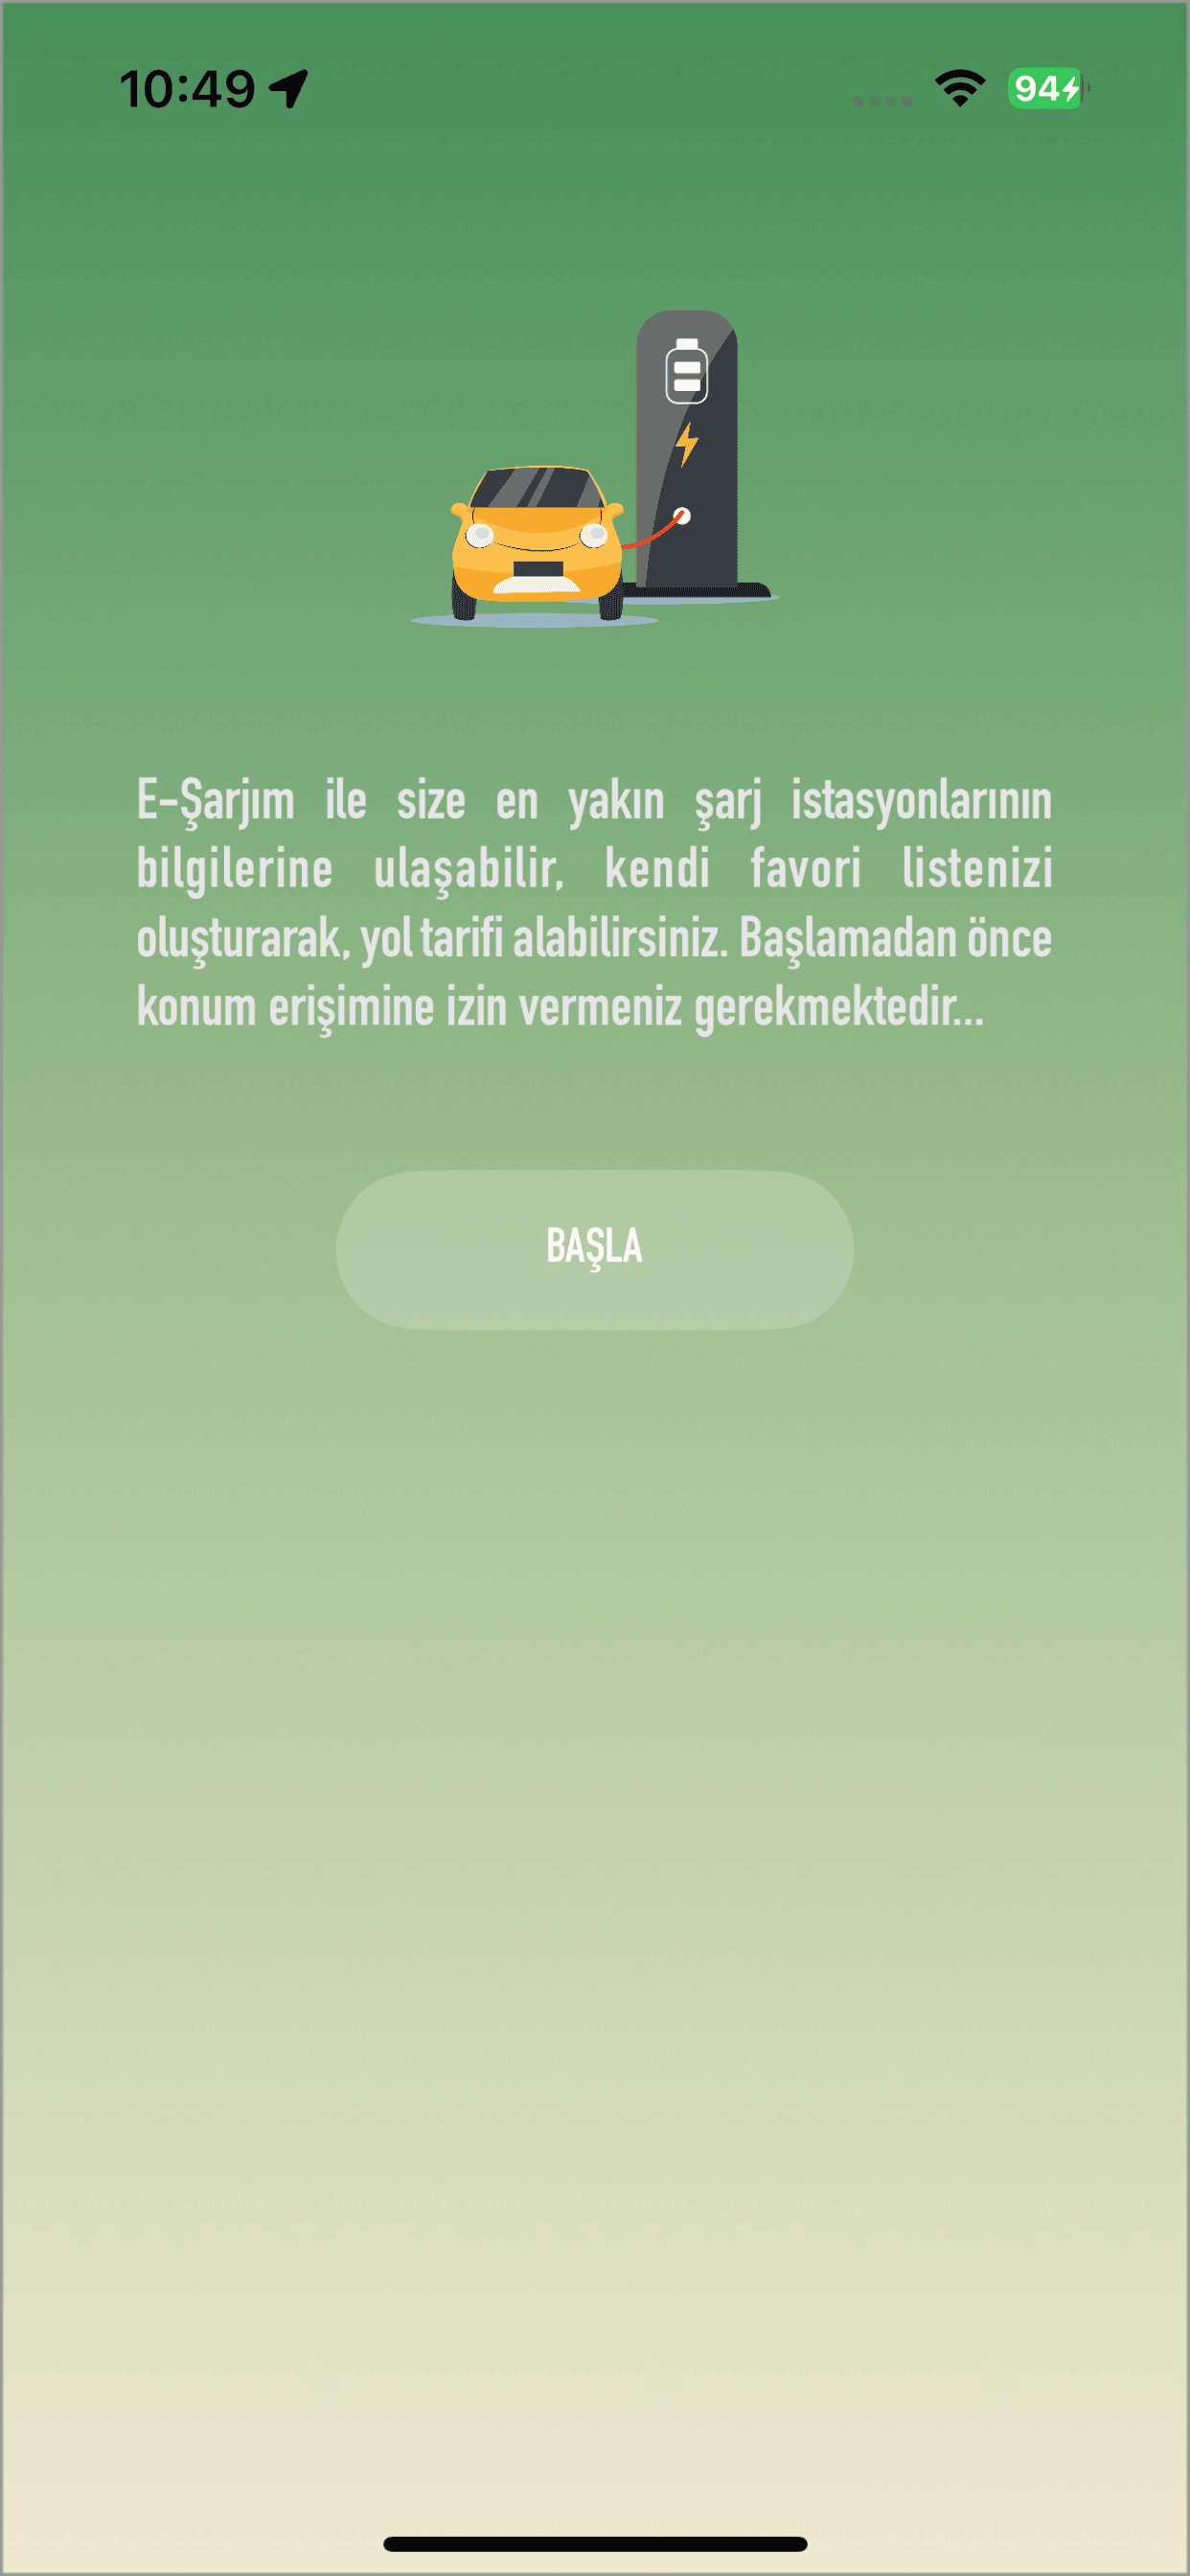 10:49
94
E-Şarjım ile size en yakın şarj istasyonlarının
bilgilerine ulaşabilir, kendi favori listenizi
oluşturarak, yol tarifi alabilirsiniz. Başlamadan önce
konum erişimine izin vermeniz gerekmektedir...
BAŞLA